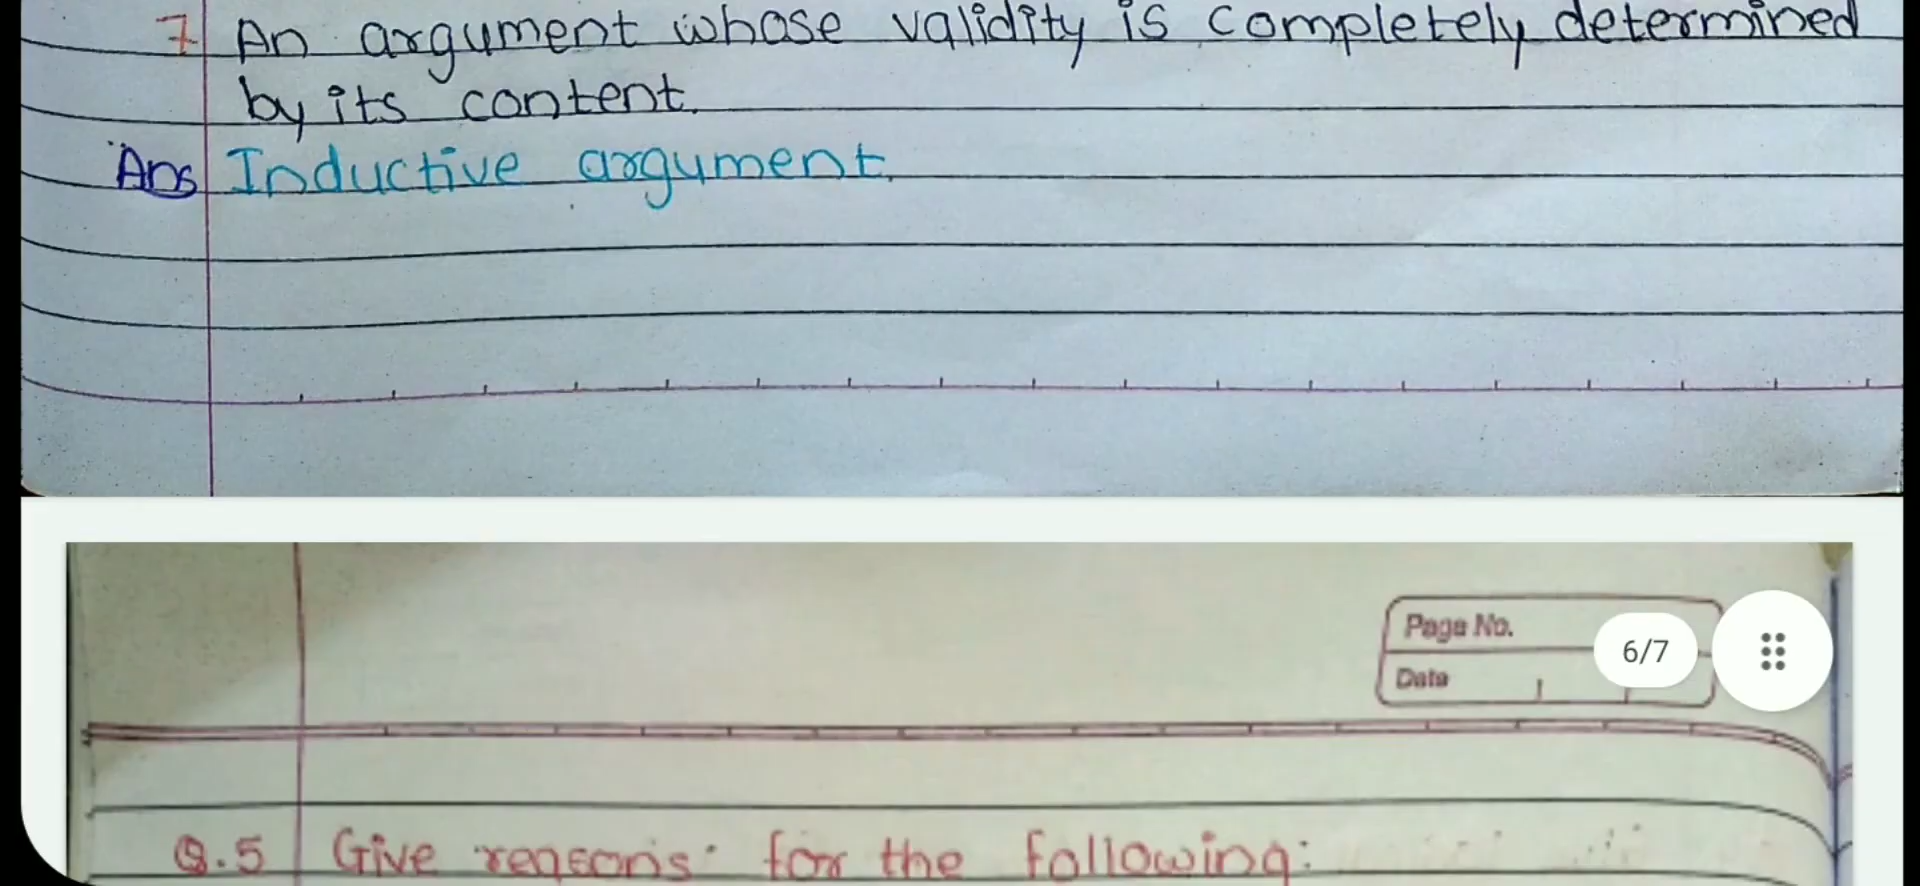 7 An argument whose validity is completely determined
by its content.
Ans Inductive argument.
Page No.
6/7
Date
Q.5 Give reasons for the following: